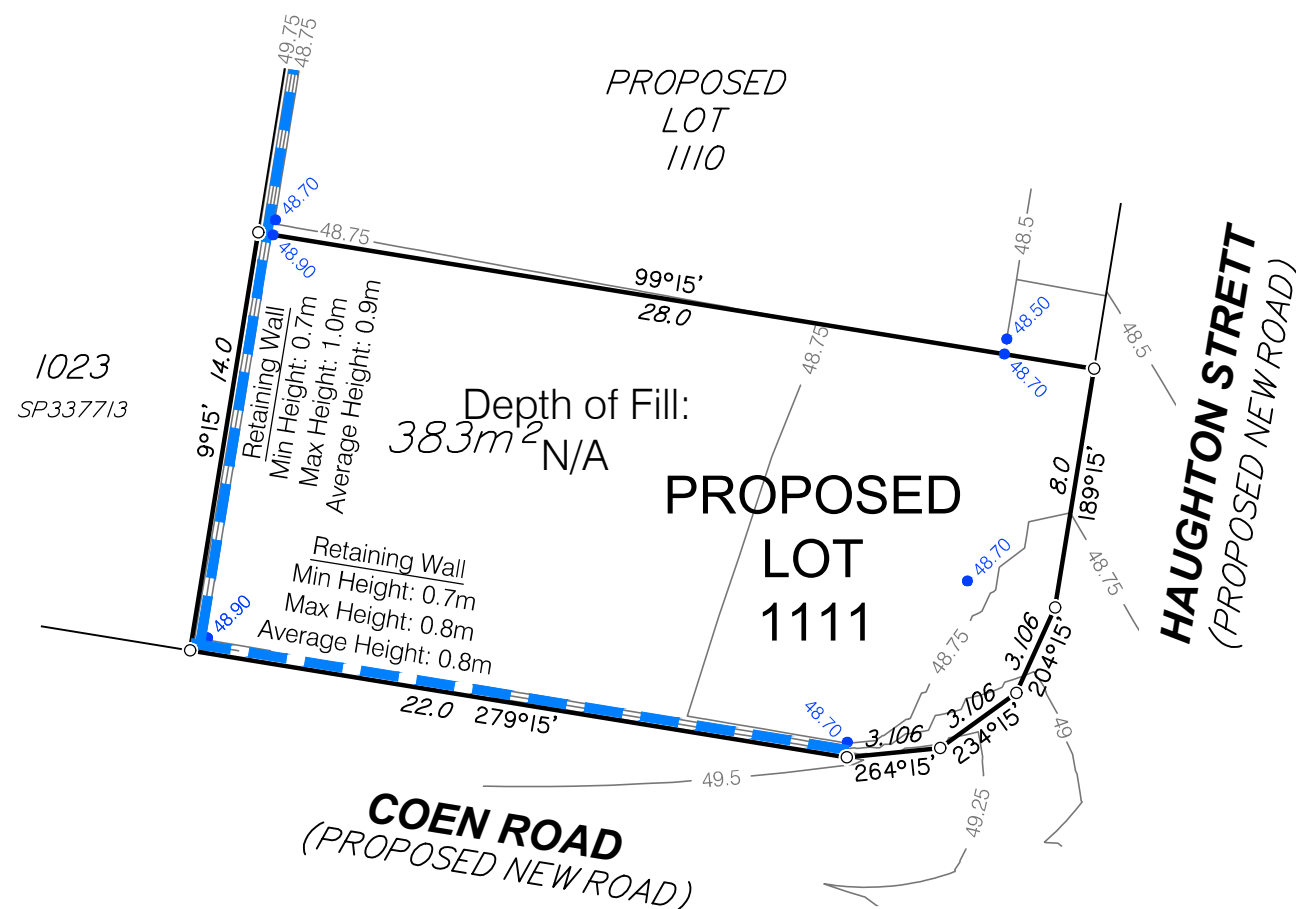 49.75
48.75
PROPOSED
LOT
1110
48.70
48.90
48.75
99°15'
28.0
48.5
48.50
48.70
48.5
HAUGHTON STRETT
(PROPOSED NEW ROAD)
1023
SP337713
9°15'
14.0
Retaining Wall
Min Height: 0.7m
Max Height: 1.0m
Average Height: 0.9m
Depth of Fill:
N/A
383m²
48.75
PROPOSED
LOT
1111
8.0
189°15'
48.70
48.75
48.75
Retaining Wall
Min Height: 0.7m
Max Height: 0.8m
Average Height: 0.8m
48.90
22.0 279°15'
48.70
3.106
264°15'
3.106
234°15'
3.106
204°15'
49
49.5
49.25
COEN ROAD
(PROPOSED NEW ROAD)